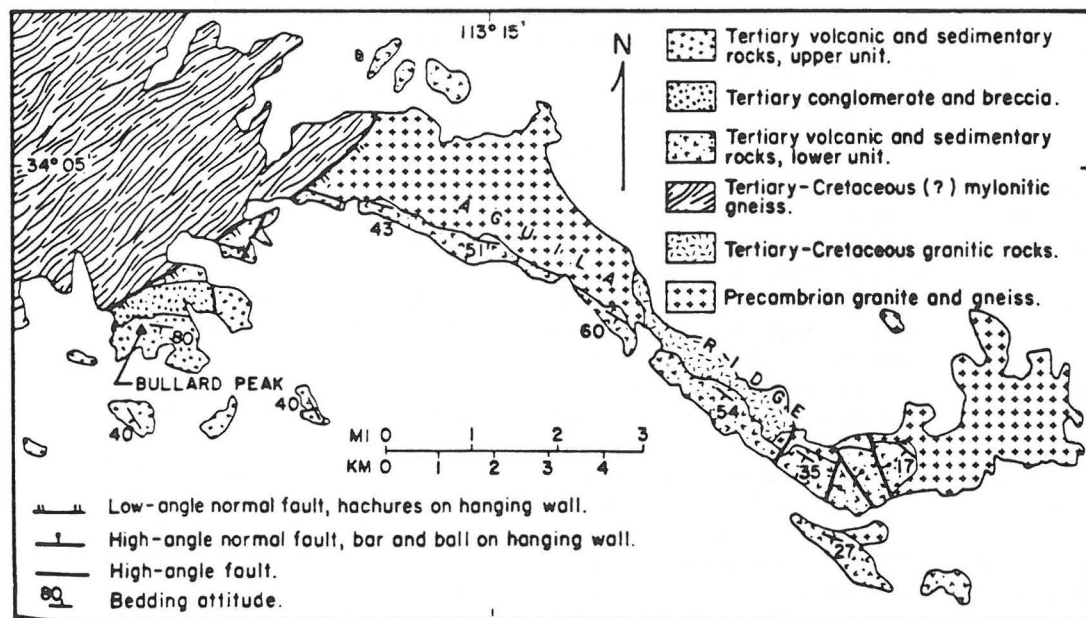 113° 15'
N
34° 05'
Tertiary volcanic and sedimentary
rocks, upper unit.
Tertiary conglomerate and breccia.
Tertiary volcanic and sedimentary
rocks, lower unit.
Tertiary-Cretaceous (?) mylonitic
gneiss.
Tertiary-Cretaceous granitic rocks.
Precambrian granite and gneiss.
AGUILA
RIDGE
43
51
60
80
BULLARD PEAK
40
40
54
35
17
27
MI 0 1 2 3
KM 0 1 2 3 4
Low-angle normal fault, hachures on hanging wall.
High-angle normal fault, bar and ball on hanging wall.
High-angle fault.
80 Bedding attitude.